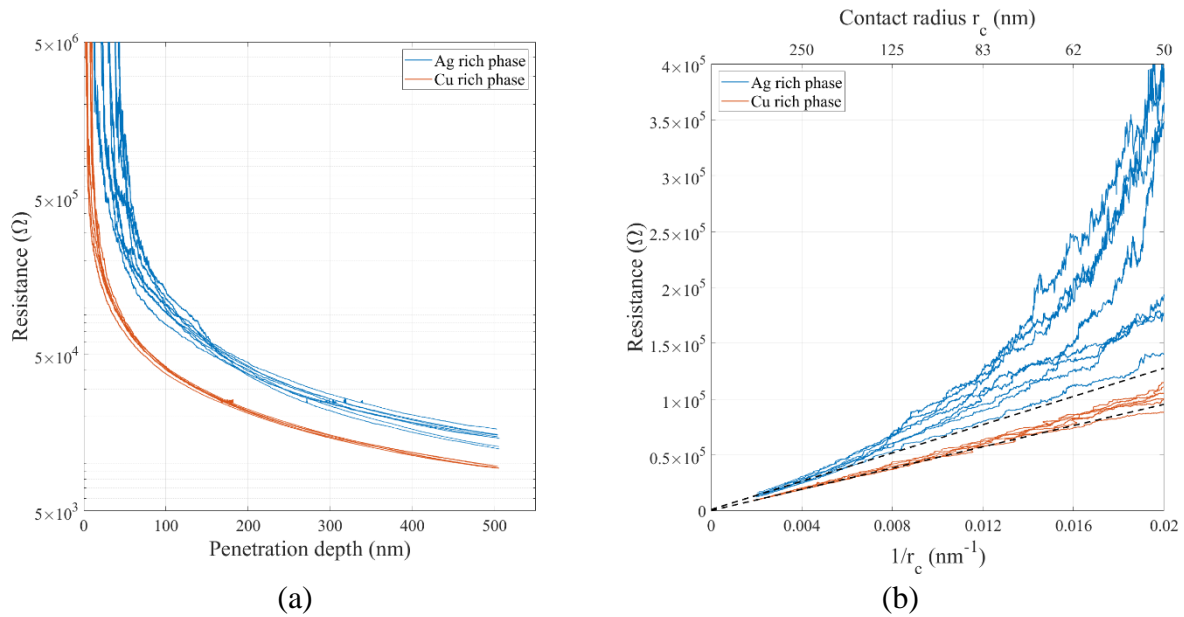 5×10⁶
5×10⁵
5×10⁴
5×10³
Resistance (Ω)
Ag rich phase
Cu rich phase
0 100 200 300 400 500
Penetration depth (nm)
(a)
Contact radius r_c (nm)
250 125 83 62 50
4×10⁵
3.5×10⁵
3×10⁵
2.5×10⁵
2×10⁵
1.5×10⁵
1×10⁵
0.5×10⁵
0
Resistance (Ω)
Ag rich phase
Cu rich phase
0 0.004 0.008 0.012 0.016 0.02
1/r_c (nm⁻¹)
(b)